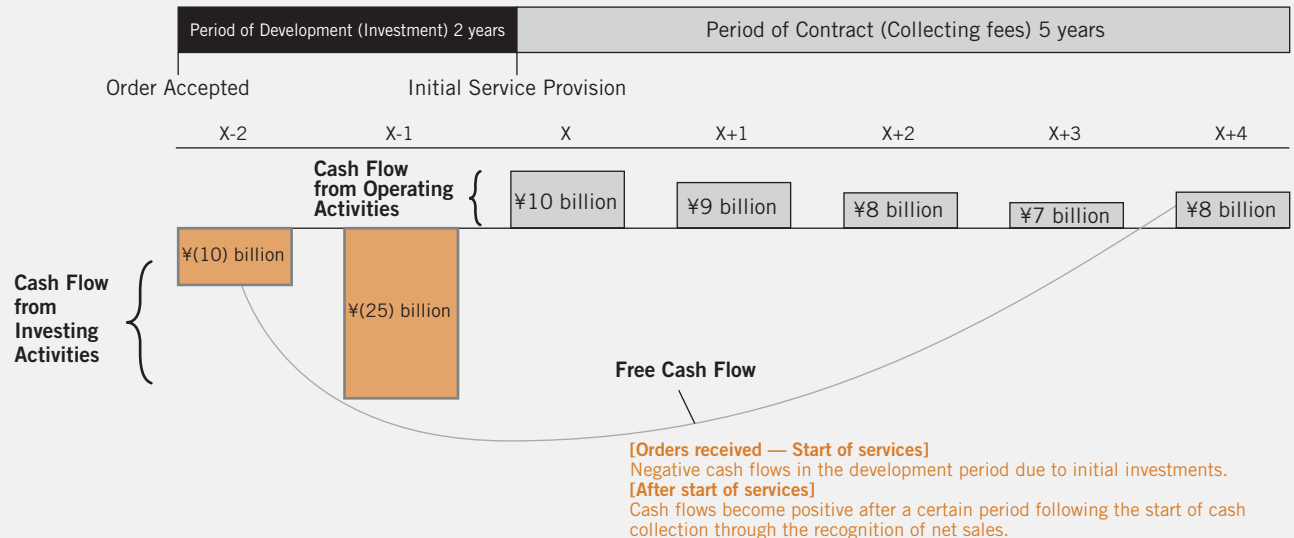 Period of Development (Investment) 2 years
Period of Contract (Collecting fees) 5 years
Order Accepted
Initial Service Provision
X-2
X-1
X
X+1
X+2
X+3
X+4
Cash Flow
from Operating
Activities
¥10 billion
¥9 billion
¥8 billion
¥7 billion
¥8 billion
¥(10) billion
¥(25) billion
Cash Flow
from
Investing
Activities
Free Cash Flow
[Orders received — Start of services]
Negative cash flows in the development period due to initial investments.
[After start of services]
Cash flows become positive after a certain period following the start of cash
collection through the recognition of net sales.